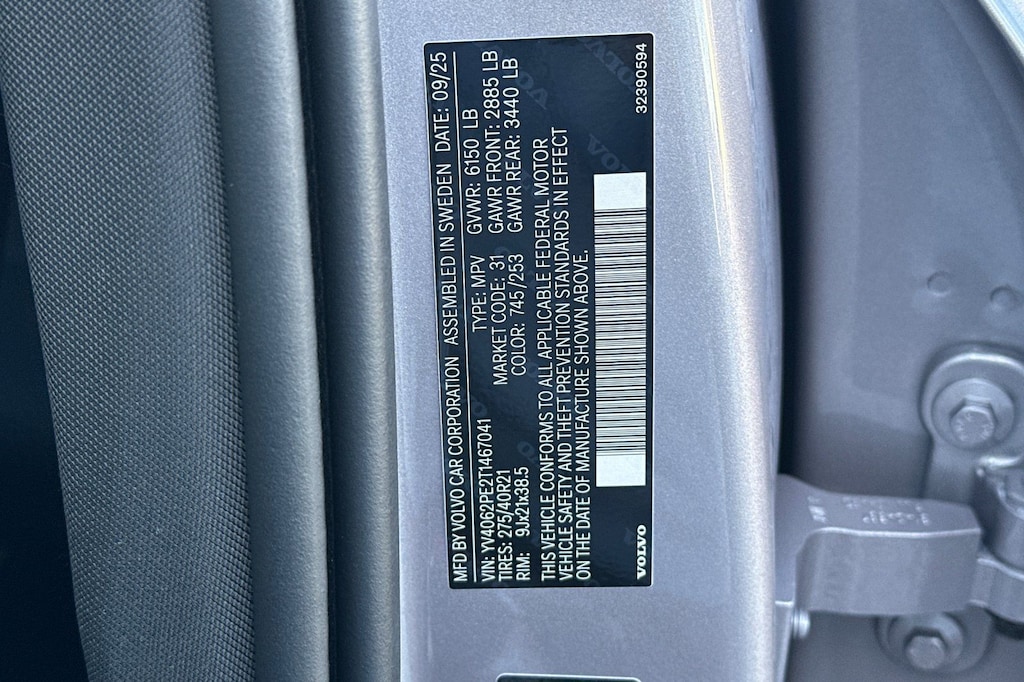 MFD BY VOLVO CAR CORPORATION ASSEMBLED IN SWEDEN DATE: 09/25
VIN: YV4062PE2T1467041 TYPE: MPV GVWR: 6150 LB
TIRES: 275/40R21 MARKET CODE: 31 GAWR FRONT: 2885 LB
RIM: 9Jx21x38.5 COLOR: 745/253 GAWR REAR: 3440 LB
THIS VEHICLE CONFORMS TO ALL APPLICABLE FEDERAL MOTOR
VEHICLE SAFETY AND THEFT PREVENTION STANDARDS IN EFFECT
ON THE DATE OF MANUFACTURE SHOWN ABOVE.
VOLVO 32390594